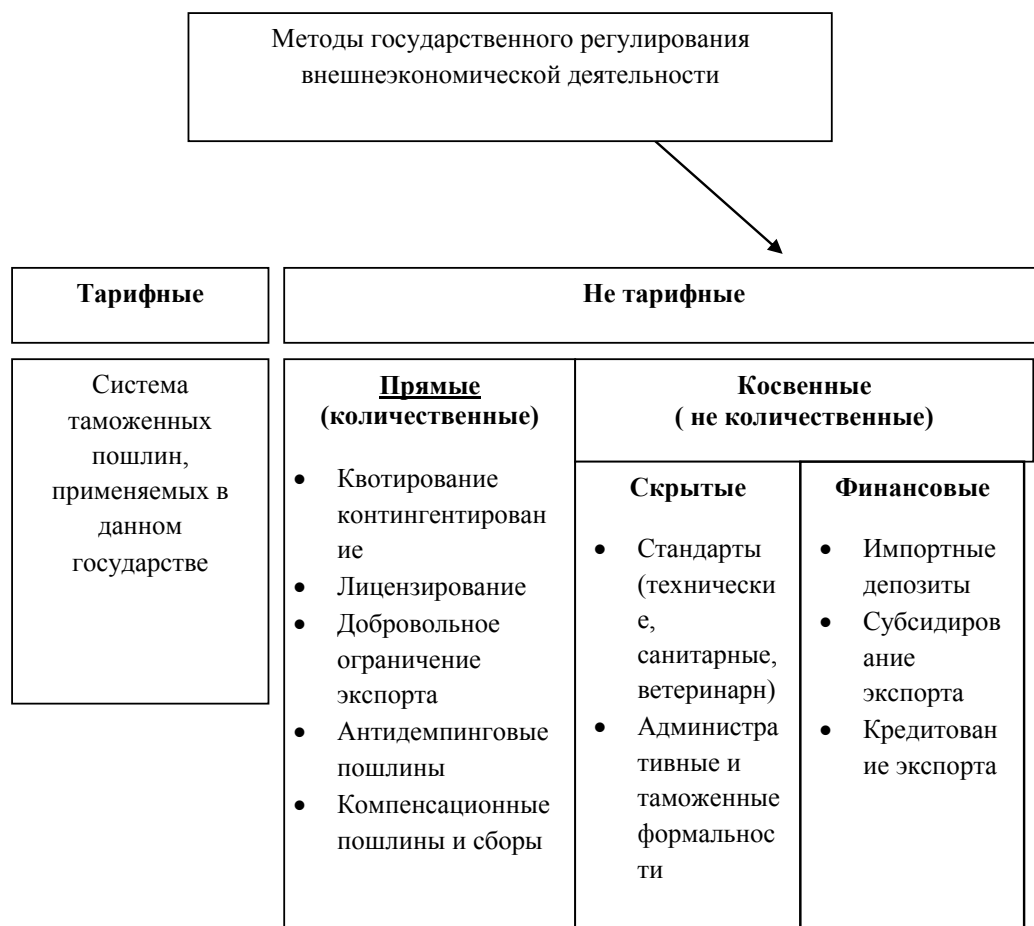 Методы государственного регулирования
внешнеэкономической деятельности
Тарифные
Не тарифные
Система
таможенных
пошлин,
применяемых в
данном
государстве
Прямые
(количественные)
• Квотирование
контингентирован
ие
• Лицензирование
• Добровольное
ограничение
экспорта
• Антидемпинговые
пошлины
• Компенсационные
пошлины и сборы
Косвенные
( не количественные)
Скрытые
• Стандарты
(технически
е,
санитарные,
ветеринарн)
• Администра
тивные и
таможенные
формальнос
ти
Финансовые
• Импортные
депозиты
• Субсидиров
ание
экспорта
• Кредитован
ие экспорта